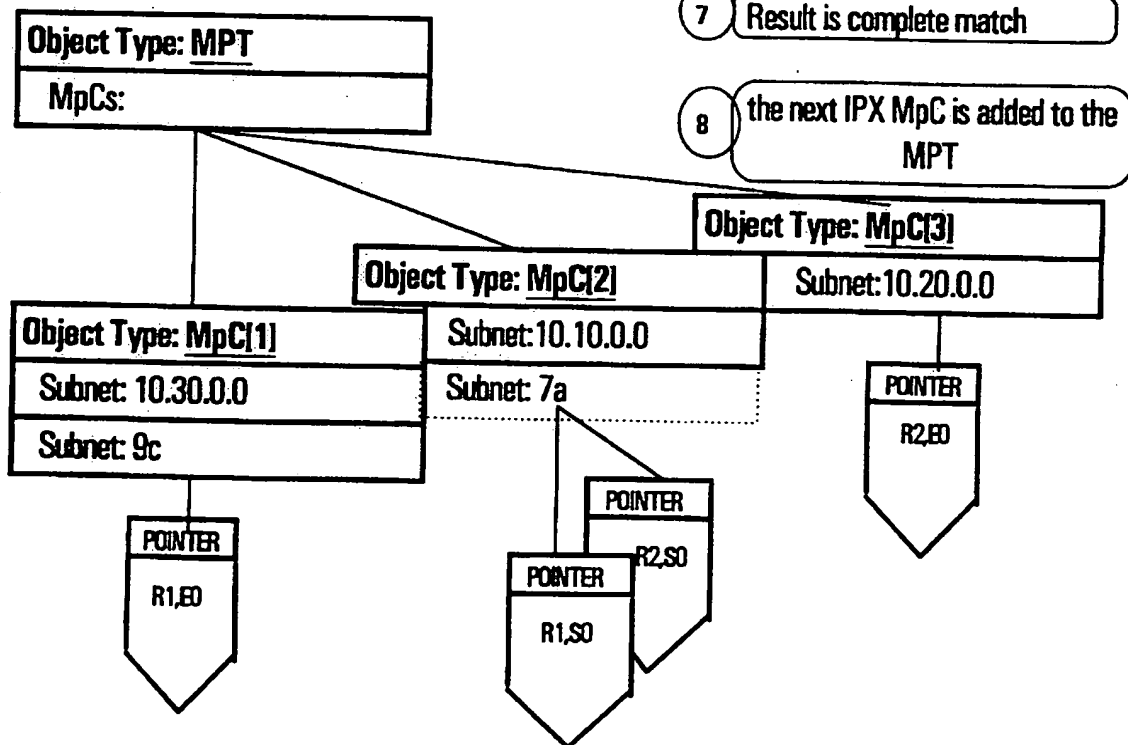 7 Result is complete match
Object Type: MPT
MpCs:
8 the next IPX MpC is added to the
MPT
Object Type: MpC[3]
Subnet:10.20.0.0
Object Type: MpC[2]
Subnet:10.10.0.0
Subnet: 7a
Object Type: MpC[1]
Subnet: 10.30.0.0
Subnet: 9c
POINTER
R2,E0
POINTER
R2,S0
POINTER
R1,E0
POINTER
R1,S0